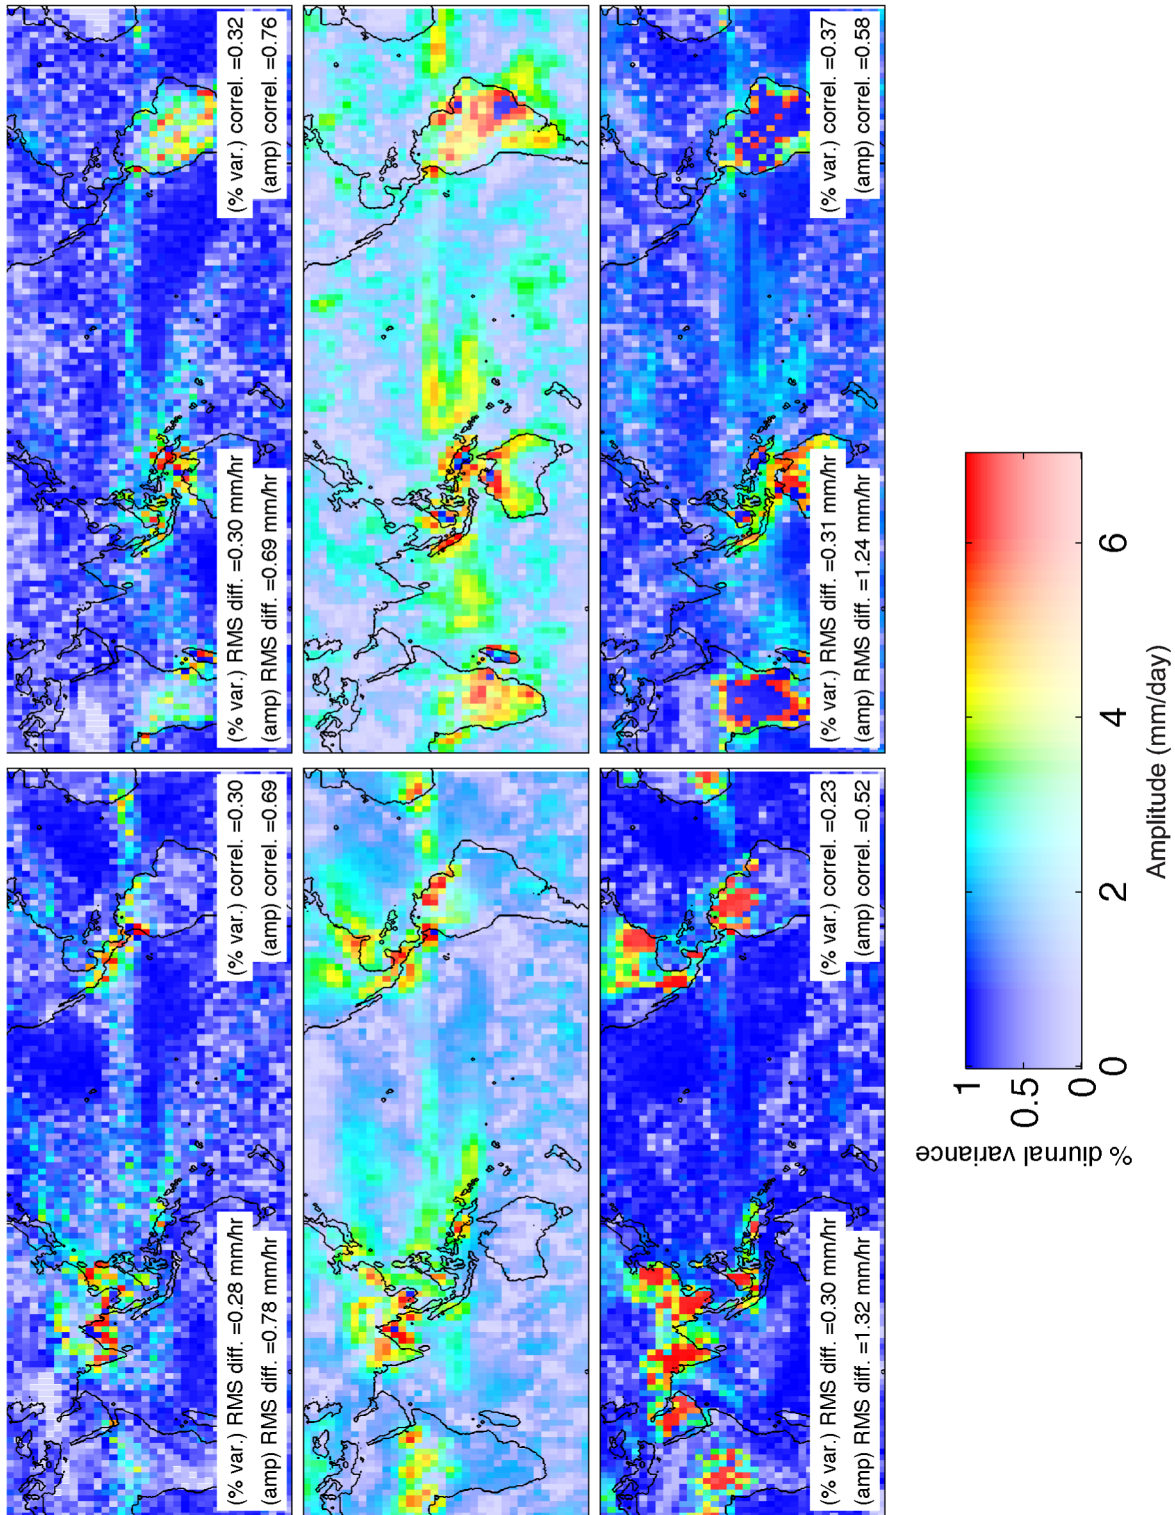 (% var.) RMS diff. =0.28 mm/hr
(amp) RMS diff. =0.78 mm/hr
(% var.) correl. =0.30
(amp) correl. =0.69
(% var.) RMS diff. =0.30 mm/hr
(amp) RMS diff. =0.69 mm/hr
(% var.) correl. =0.32
(amp) correl. =0.76
(% var.) RMS diff. =0.30 mm/hr
(amp) RMS diff. =1.32 mm/hr
(% var.) correl. =0.23
(amp) correl. =0.52
(% var.) RMS diff. =0.31 mm/hr
(amp) RMS diff. =1.24 mm/hr
(% var.) correl. =0.37
(amp) correl. =0.58
% diurnal variance
1
0.5
0
0 2 4 6
Amplitude (mm/day)